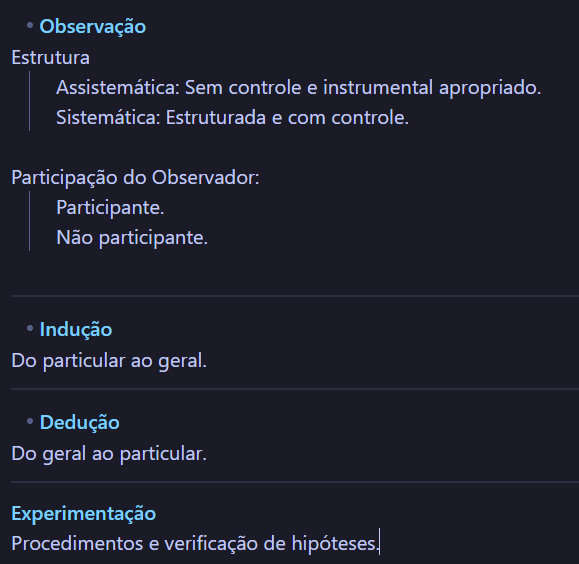 • Observação
Estrutura
Assistemática: Sem controle e instrumental apropriado.
Sistemática: Estruturada e com controle.
Participação do Observador:
Participante.
Não participante.
• Indução
Do particular ao geral.
• Dedução
Do geral ao particular.
Experimentação
Procedimentos e verificação de hipóteses.